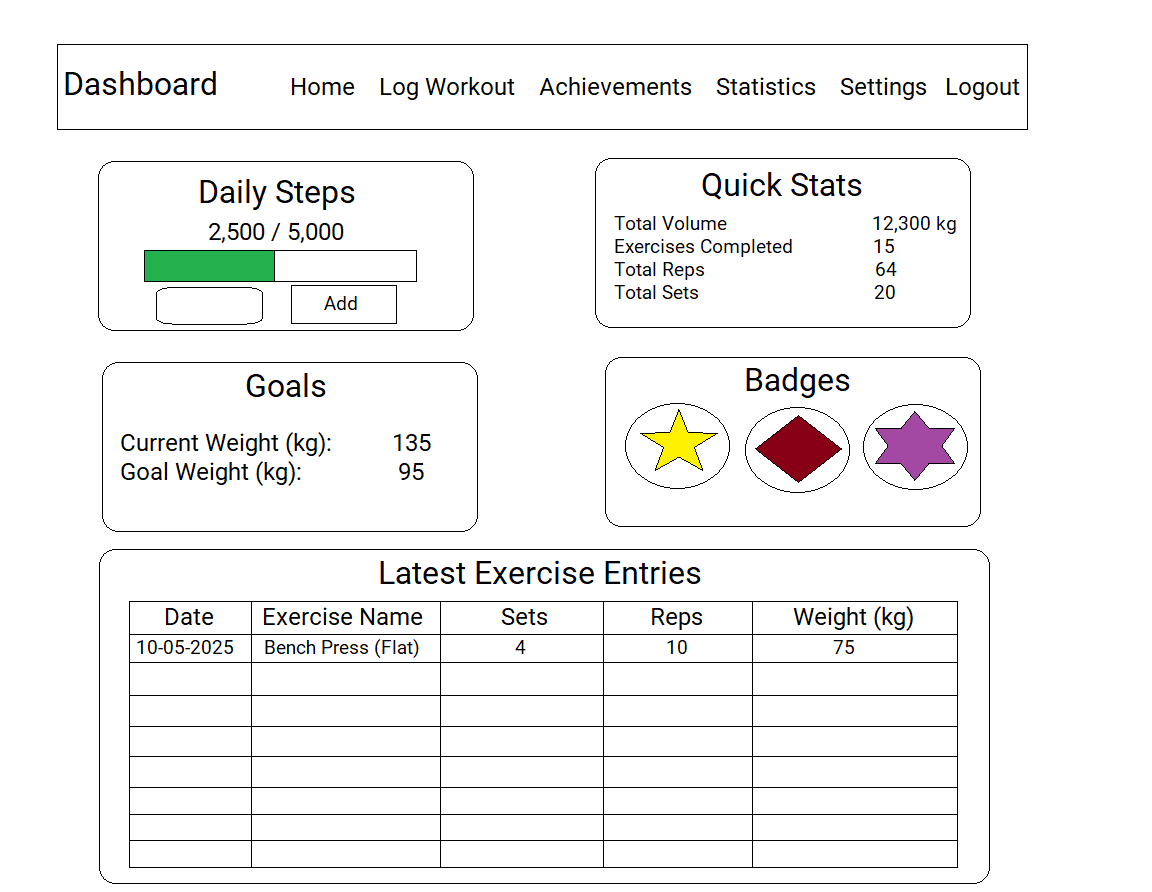 Dashboard Home Log Workout Achievements Statistics Settings Logout
Daily Steps
2,500 / 5,000
Add
Quick Stats
Total Volume 12,300 kg
Exercises Completed 15
Total Reps 64
Total Sets 20
Goals
Current Weight (kg): 135
Goal Weight (kg): 95
Badges
Latest Exercise Entries
Date Exercise Name Sets Reps Weight (kg)
10-05-2025 Bench Press (Flat) 4 10 75